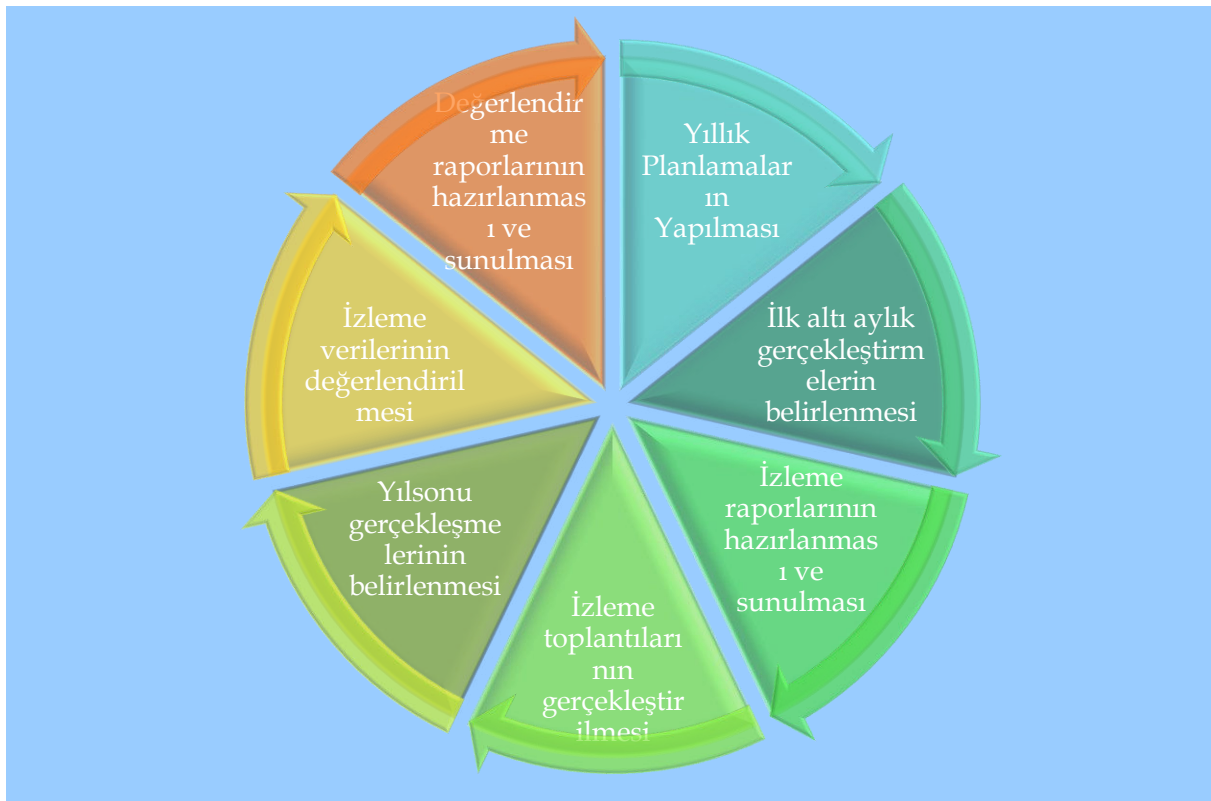 Yıllık
Planlamalar
ın
Yapılması
İlk altı aylık
gerçekleştirm
elerin
belirlenmesi
İzleme
raporlarının
hazırlanmas
ı ve
sunulması
İzleme
toplantıları
nın
gerçekleştir
ilmesi
Yılsonu
gerçekleşme
lerinin
belirlenmesi
İzleme
verilerinin
değerlendiril
mesi
Değerlendir
me
raporlarının
hazırlanmas
ı ve
sunulması